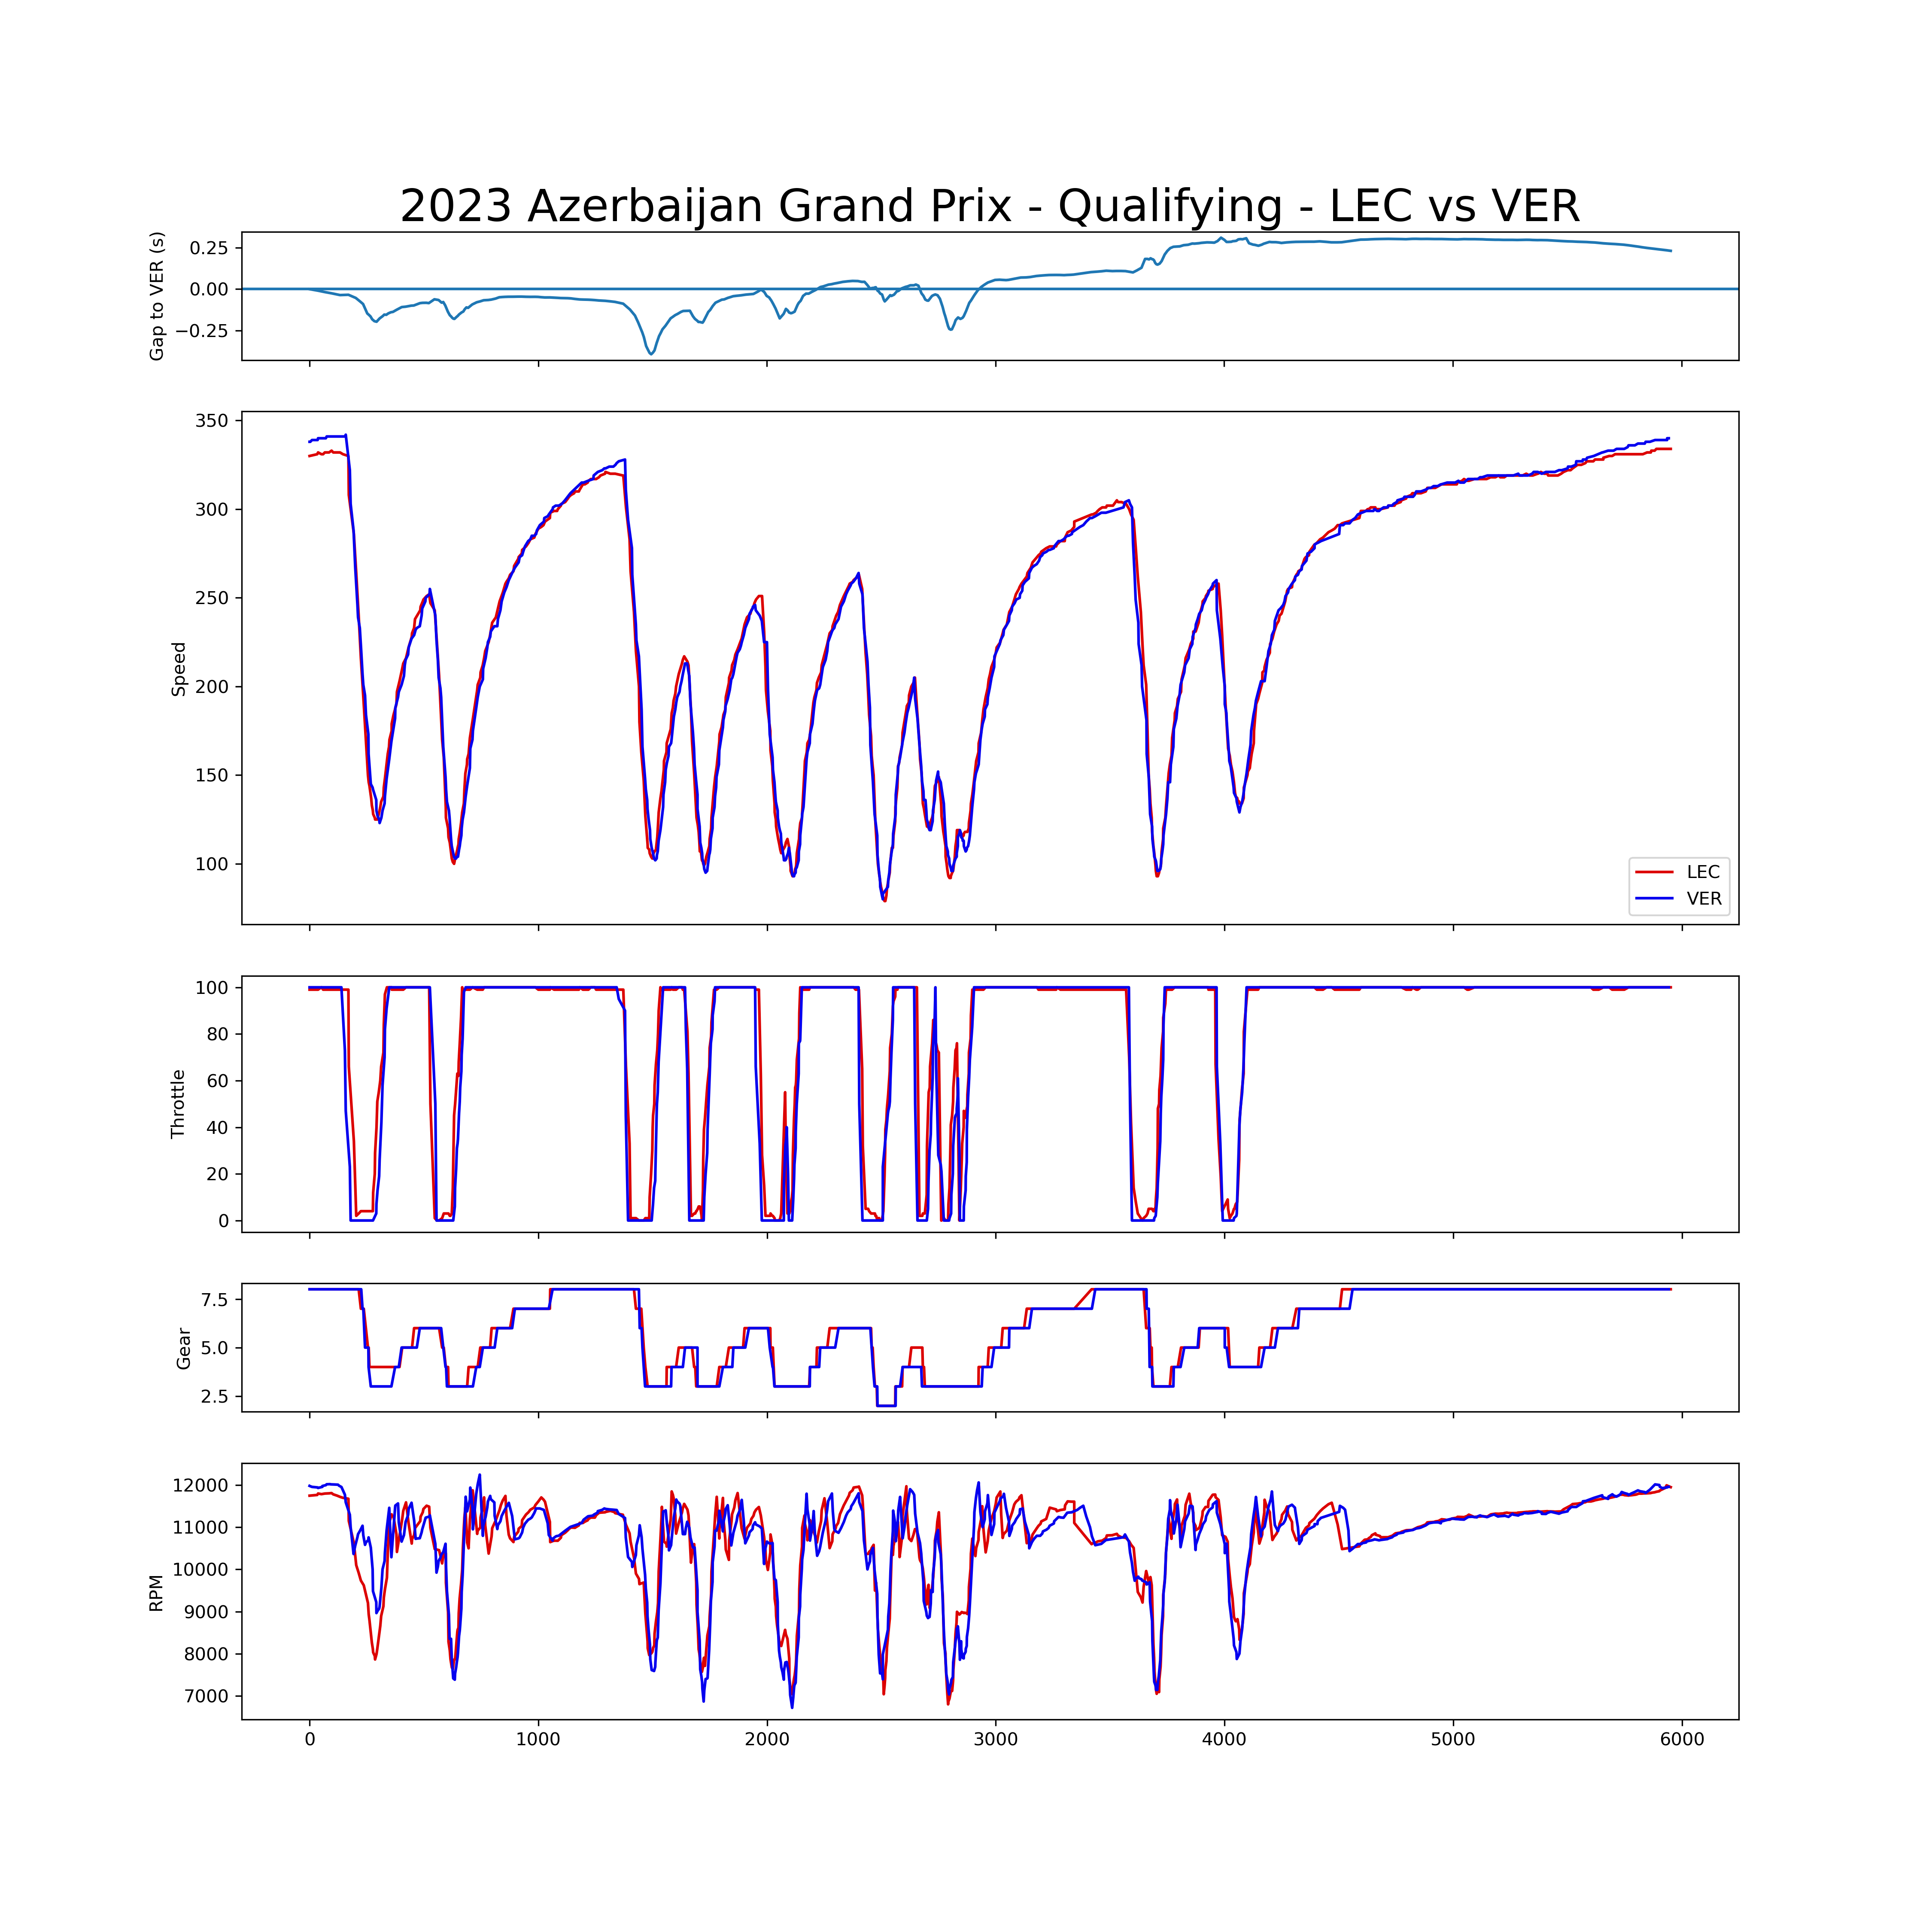 2023 Azerbaijan Grand Prix - Qualifying - LEC vs VER
Gap to VER (s)
0.25
0.00
−0.25
Speed
350
300
250
200
150
100
LEC
VER
Throttle
100
80
60
40
20
0
Gear
7.5
5.0
2.5
RPM
12000
11000
10000
9000
8000
7000
0 1000 2000 3000 4000 5000 6000